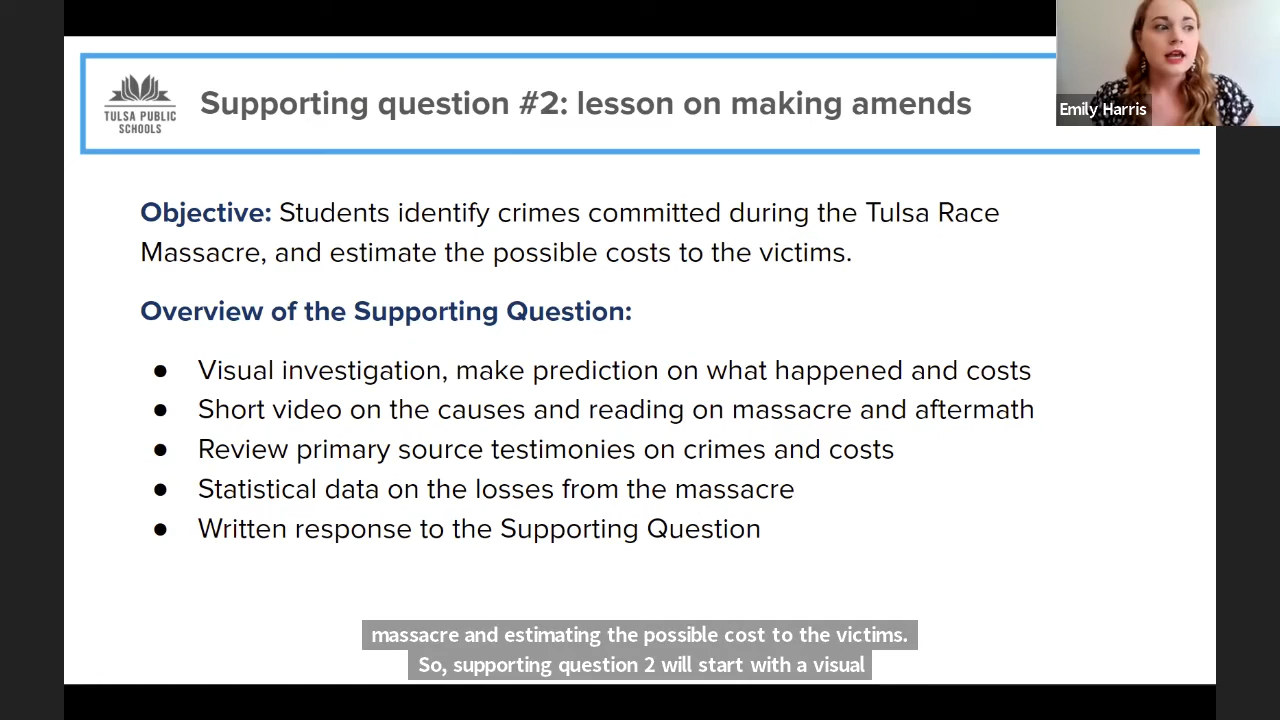 TULSA PUBLIC
SCHOOLS
Supporting question #2: lesson on making amends
Emily Harris
Objective: Students identify crimes committed during the Tulsa Race
Massacre, and estimate the possible costs to the victims.
Overview of the Supporting Question:
● Visual investigation, make prediction on what happened and costs
● Short video on the causes and reading on massacre and aftermath
● Review primary source testimonies on crimes and costs
● Statistical data on the losses from the massacre
● Written response to the Supporting Question
massacre and estimating the possible cost to the victims.
So, supporting question 2 will start with a visual